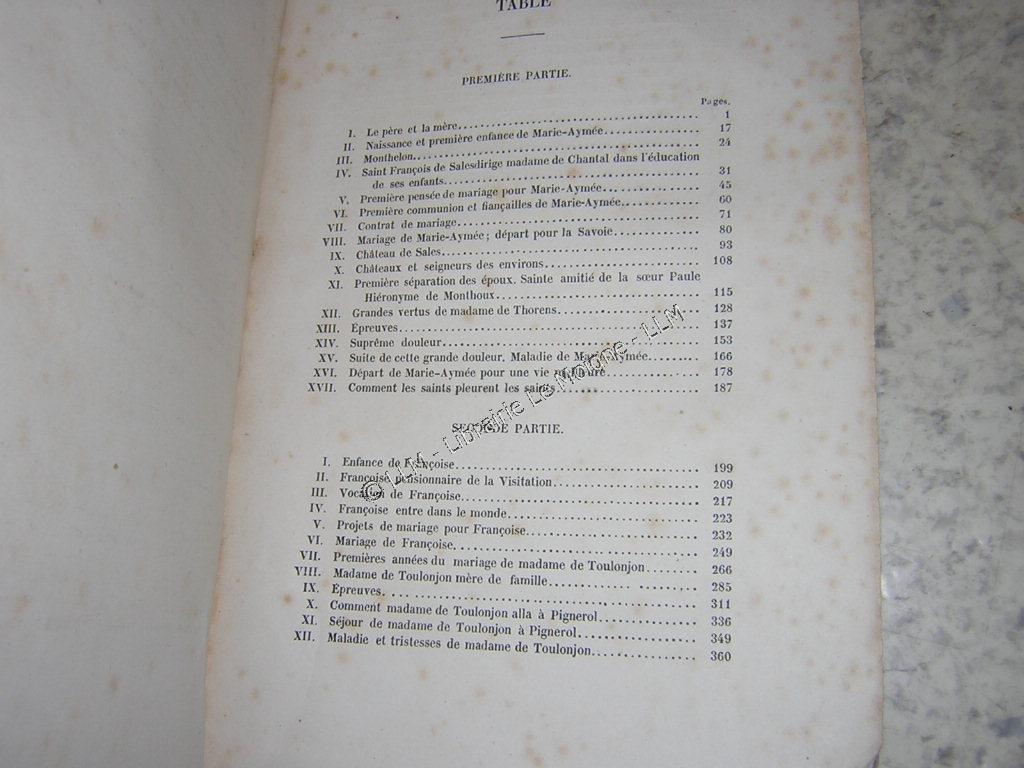 TABLE
PREMIÈRE PARTIE.
Pages.
I. Le père et la mère. 1
II. Naissance et première enfance de Marie-Aymée. 17
III. Monthelon. 24
IV. Saint François de Salesdirige madame de Chantal dans l'éducation
de ses enfants. 31
V. Première pensée de mariage pour Marie-Aymée. 45
VI. Première communion et fiançailles de Marie-Aymée. 60
VII. Contrat de mariage. 71
VIII. Mariage de Marie-Aymée; départ pour la Savoie. 80
IX. Château de Sales. 93
X. Châteaux et seigneurs des environs. 108
XI. Première séparation des époux. Sainte amitié de la sœur Paule
Hiéronyme de Monthoux. 115
XII. Grandes vertus de madame de Thorens. 128
XIII. Épreuves. 137
XIV. Suprême douleur. 153
XV. Suite de cette grande douleur. Maladie de Marie-Aymée. 166
XVI. Départ de Marie-Aymée pour une vie meilleure 178
XVII. Comment les saints pleurent les saints. 187
SECONDE PARTIE.
I. Enfance de Françoise. 199
II. Françoise pensionnaire de la Visitation. 209
III. Vocation de Françoise. 217
IV. Françoise entre dans le monde. 223
V. Projets de mariage pour Françoise. 232
VI. Mariage de Françoise. 249
VII. Premières années du mariage de madame de Toulonjon. 266
VIII. Madame de Toulonjon mère de famille. 285
IX. Épreuves. 311
X. Comment madame de Toulonjon alla à Pignerol. 336
XI. Séjour de madame de Toulonjon à Pignerol. 349
XII. Maladie et tristesses de madame de Toulonjon. 360
© LLM - Librairie Le Moigne - LLM